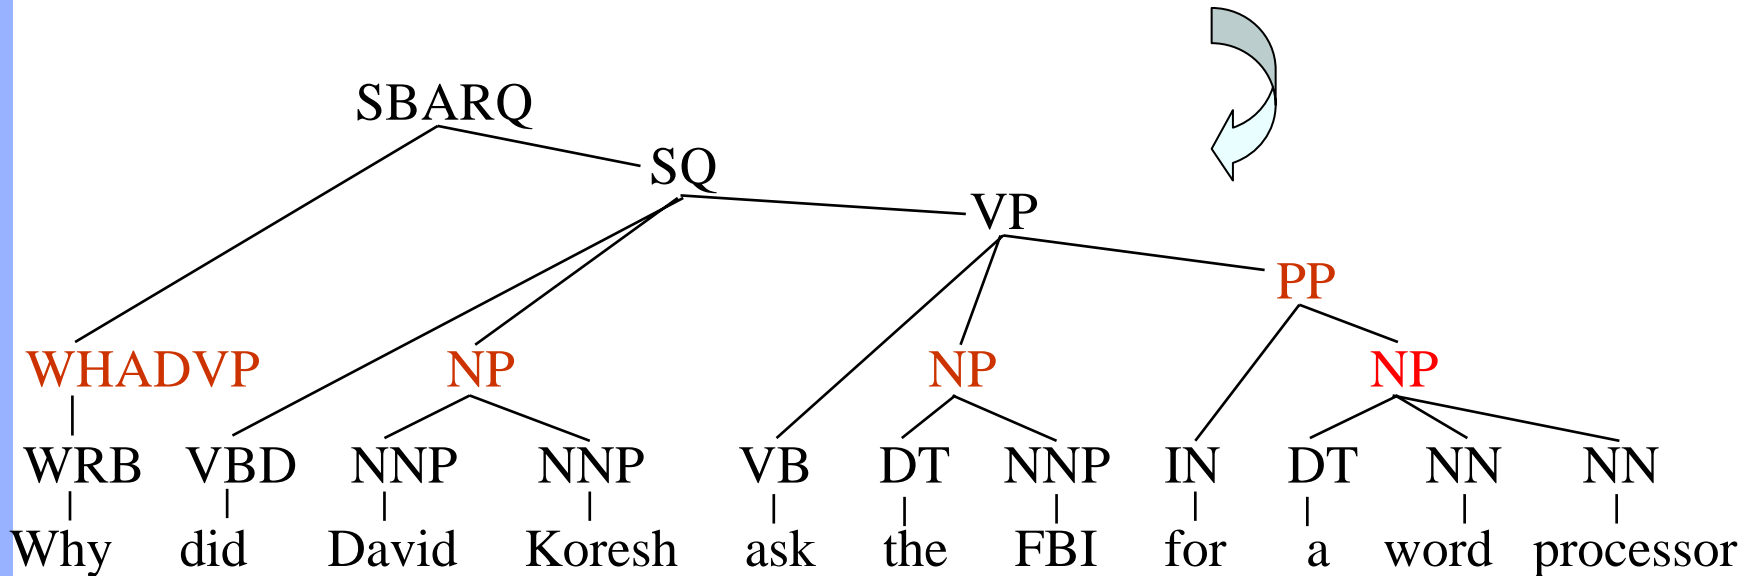 SBARQ
SQ
VP
PP
WHADVP NP NP NP
WRB VBD NNP NNP VB DT NNP IN DT NN NN
Why did David Koresh ask the FBI for a word processor